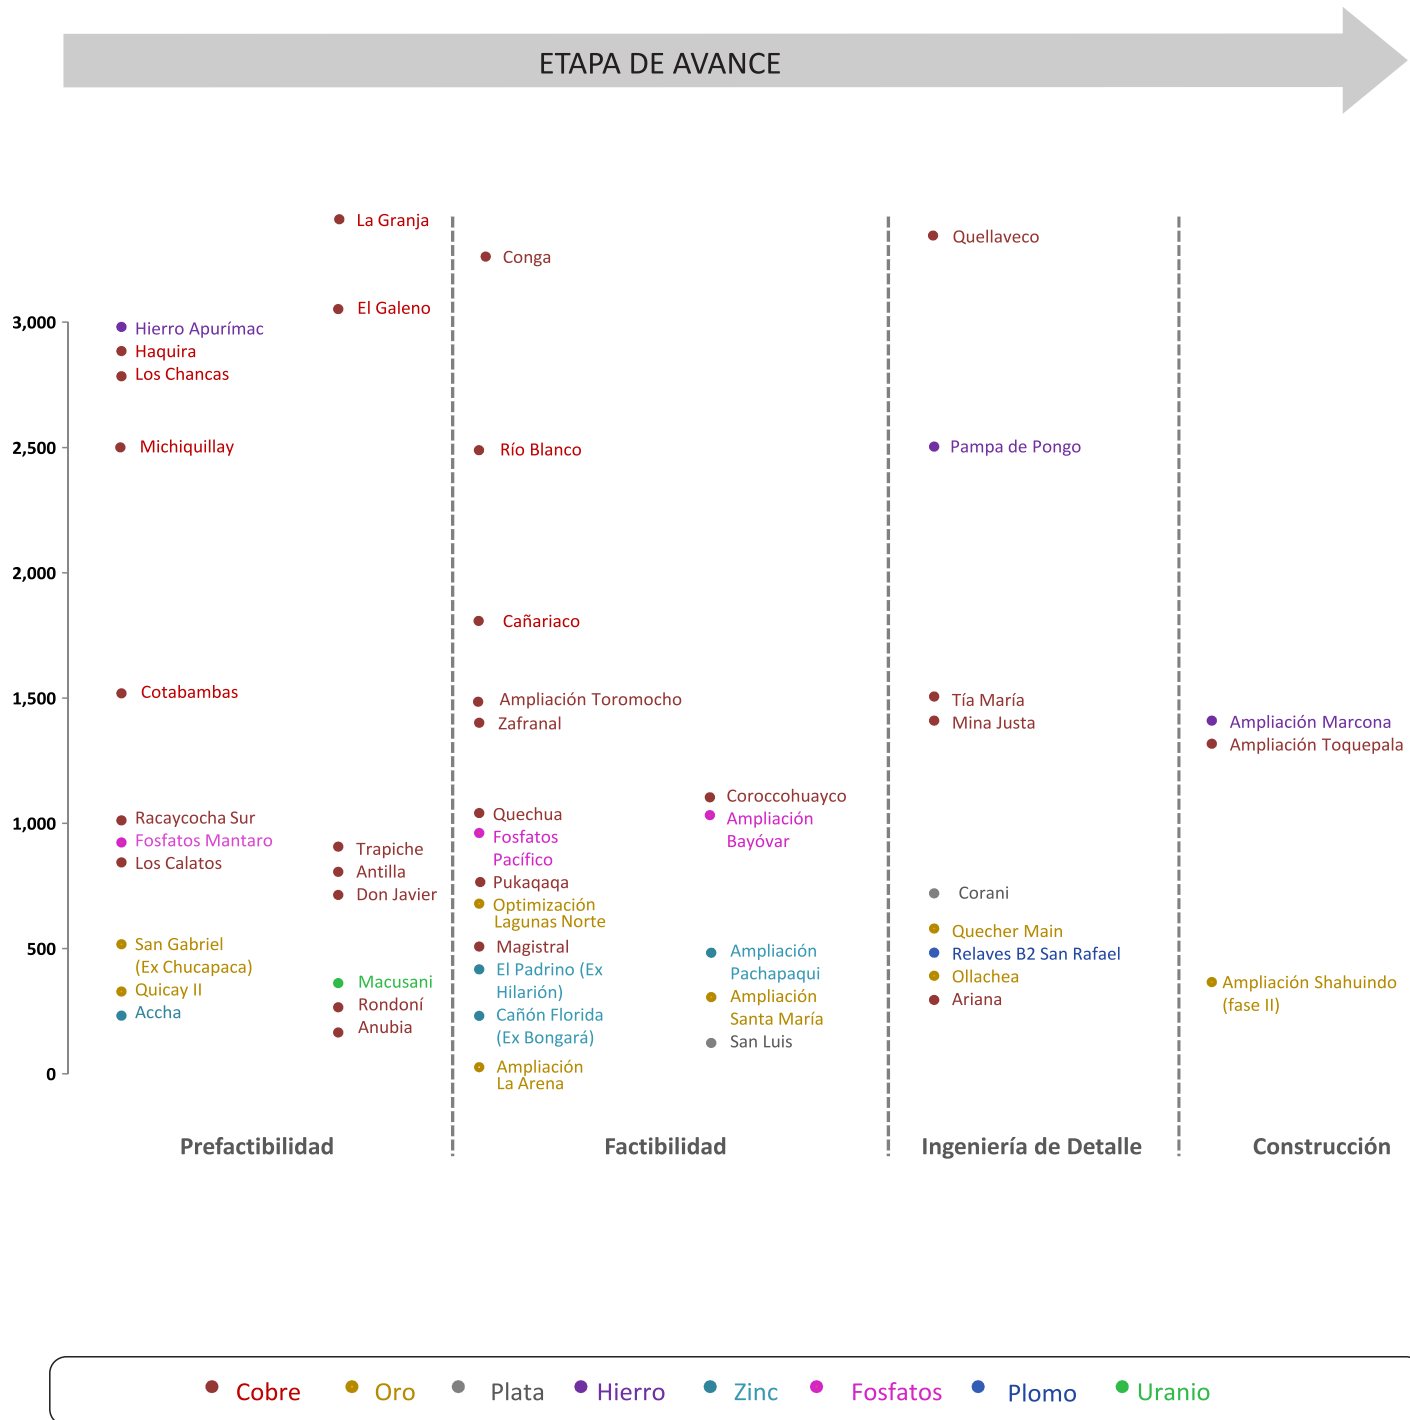 ETAPA DE AVANCE
3,000
2,500
2,000
1,500
1,000
500
0
La Granja
El Galeno
Hierro Apurímac
Haquira
Los Chancas
Michiquillay
Cotabambas
Racaycocha Sur
Fosfatos Mantaro
Los Calatos
Trapiche
Antilla
Don Javier
San Gabriel
(Ex Chucapaca)
Quicay II
Accha
Macusani
Rondoní
Anubia
Conga
Río Blanco
Cañariaco
Ampliación Toromocho
Zafranal
Quechua
Fosfatos
Pacífico
Pukaqaqa
Optimización
Lagunas Norte
Magistral
El Padrino (Ex
Hilarión)
Cañón Florida
(Ex Bongará)
Ampliación
La Arena
Coroccohuayco
Ampliación
Bayóvar
Ampliación
Pachapaqui
Ampliación
Santa María
San Luis
Quellaveco
Pampa de Pongo
Tía María
Mina Justa
Corani
Quecher Main
Relaves B2 San Rafael
Ollachea
Ariana
Ampliación Marcona
Ampliación Toquepala
Ampliación Shahuindo
(fase II)
Prefactibilidad
Factibilidad
Ingeniería de Detalle
Construcción
Cobre
Oro
Plata
Hierro
Zinc
Fosfatos
Plomo
Uranio